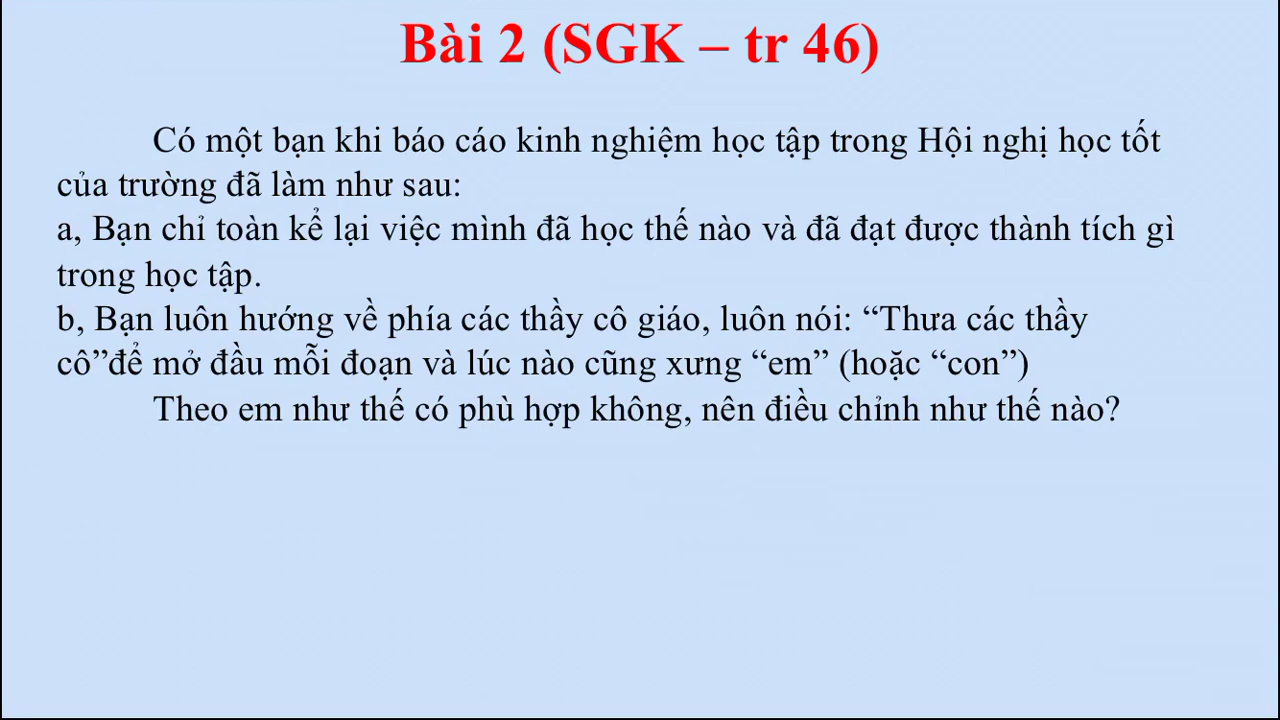 Bài 2 (SGK – tr 46)
Có một bạn khi báo cáo kinh nghiệm học tập trong Hội nghị học tốt
của trường đã làm như sau:
a, Bạn chỉ toàn kể lại việc mình đã học thế nào và đã đạt được thành tích gì
trong học tập.
b, Bạn luôn hướng về phía các thầy cô giáo, luôn nói: “Thưa các thầy
cô”để mở đầu mỗi đoạn và lúc nào cũng xưng “em” (hoặc “con”)
Theo em như thế có phù hợp không, nên điều chỉnh như thế nào?